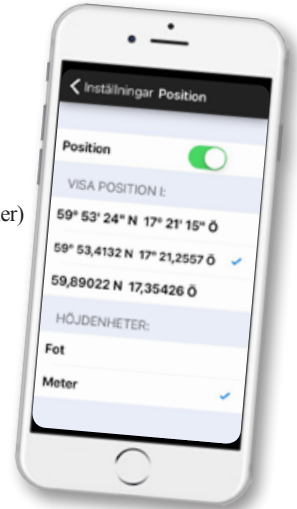 Inställningar Position
Position
VISA POSITION I:
er)
59° 53' 24" N 17° 21' 15" Ö
59° 53,4132 N 17° 21,2557 Ö
59,89022 N 17,35426 Ö
HÖJDENHETER:
Fot
Meter